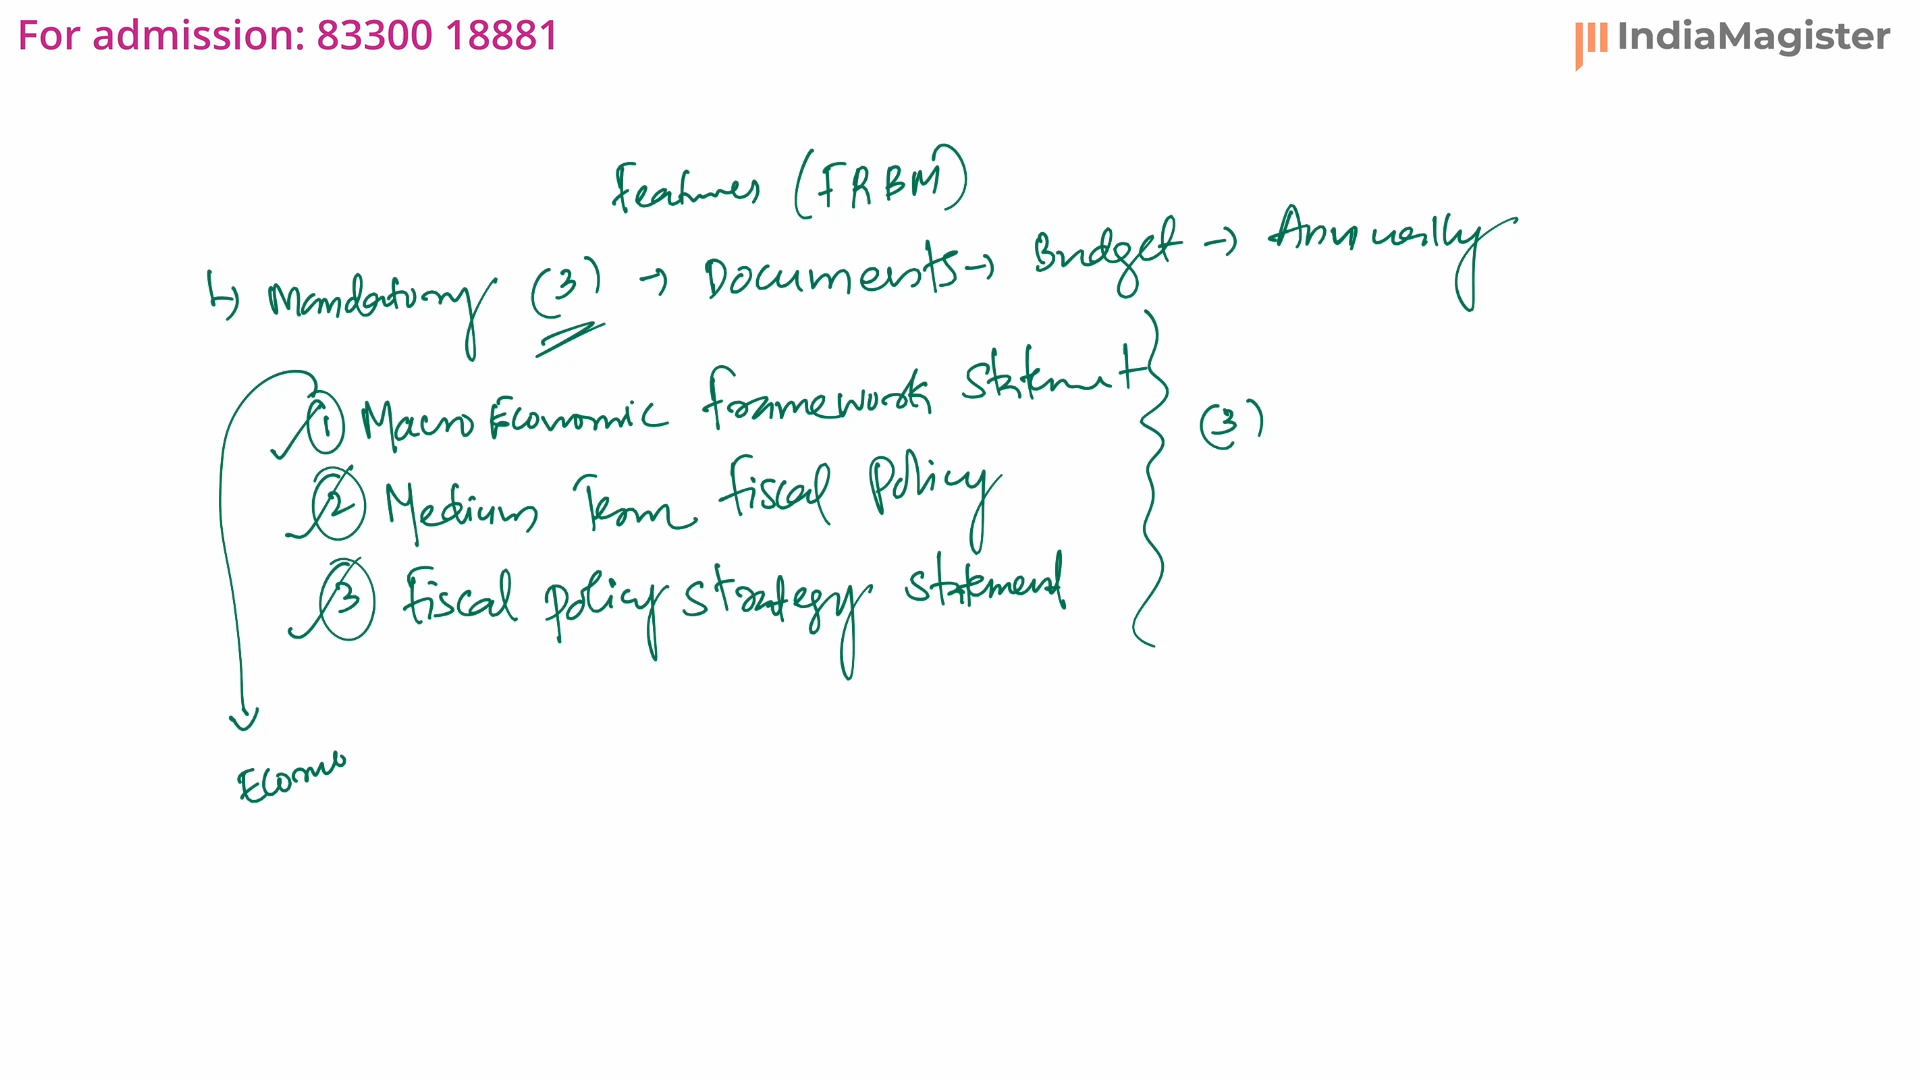 For admission: 83300 18881
IndiaMagister
Features (FRBM)
↳ Mandatory (3) → Documents → Budget → Annually
① Macro Economic framework Statement
② Medium Term fiscal Policy
③ fiscal policy strategy statement
(3)
Econo